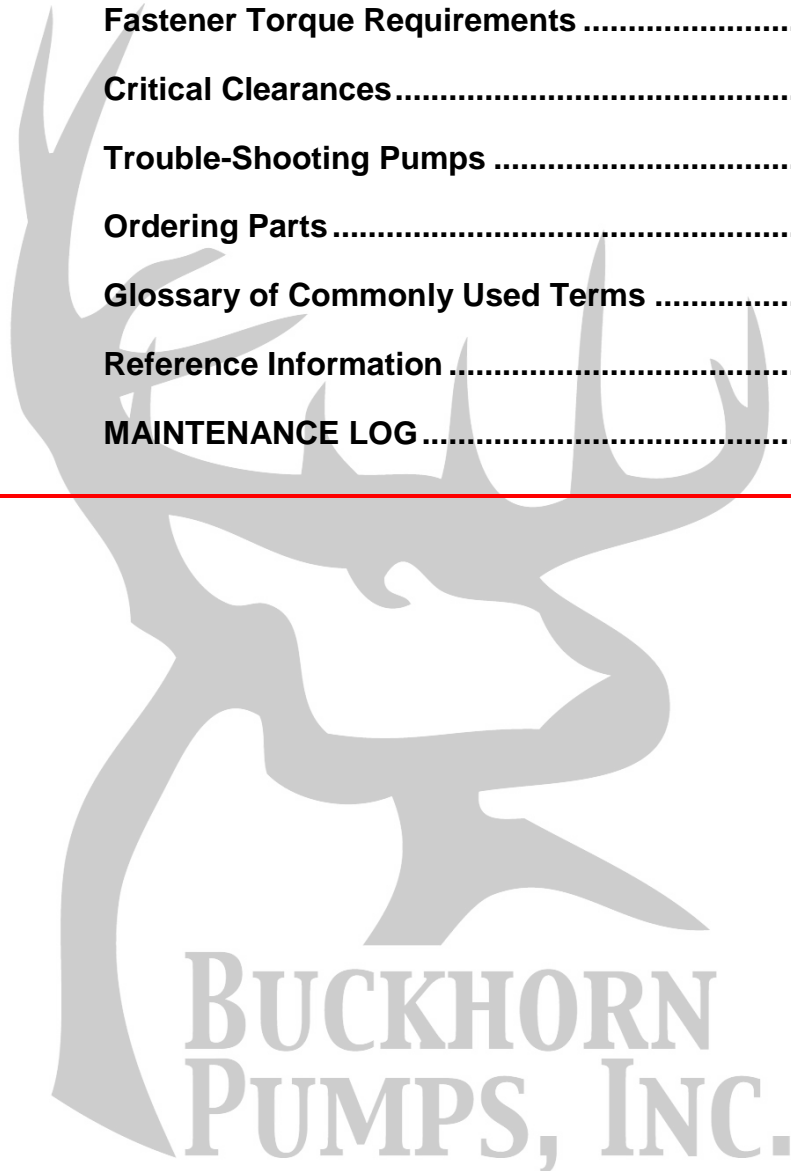 Fastener Torque Requirements .......................
Critical Clearances............................................
Trouble-Shooting Pumps .................................
Ordering Parts...................................................
Glossary of Commonly Used Terms ...............
Reference Information ......................................
MAINTENANCE LOG.........................................
BUCKHORN
PUMPS, INC.